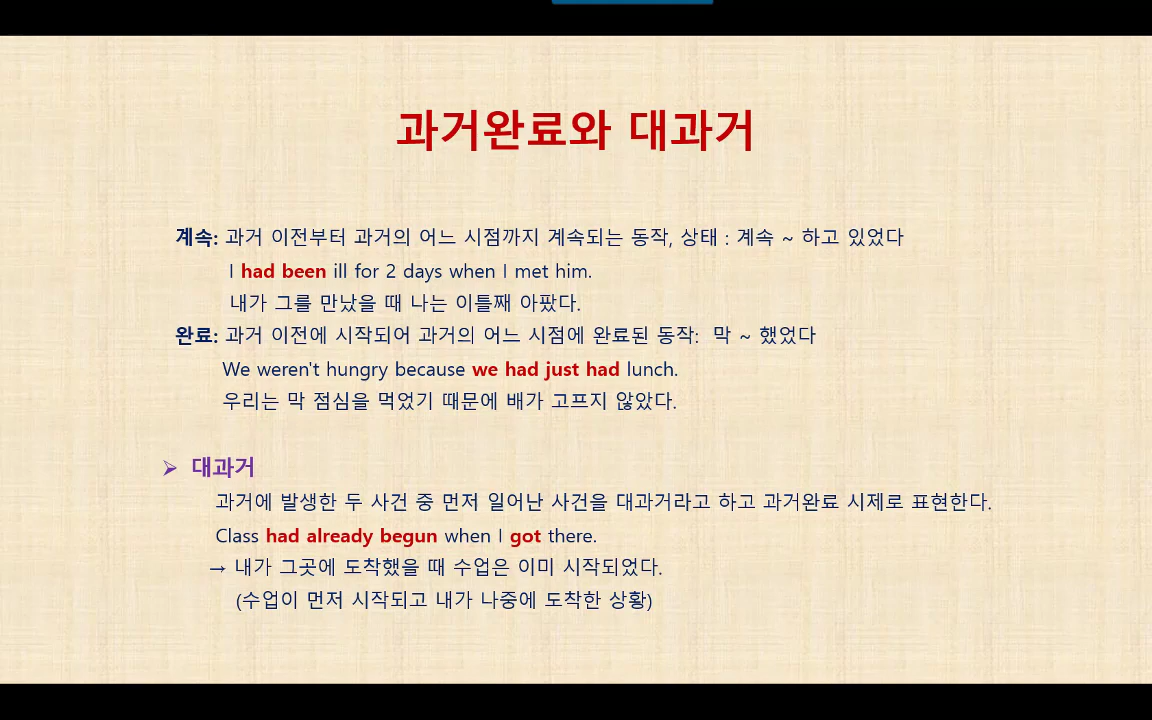 과거완료와 대과거
계속: 과거 이전부터 과거의 어느 시점까지 계속되는 동작, 상태 : 계속 ~ 하고 있었다
I had been ill for 2 days when I met him.
내가 그를 만났을 때 나는 이틀째 아팠다.
완료: 과거 이전에 시작되어 과거의 어느 시점에 완료된 동작: 막 ~ 했었다
We weren't hungry because we had just had lunch.
우리는 막 점심을 먹었기 때문에 배가 고프지 않았다.
➢ 대과거
과거에 발생한 두 사건 중 먼저 일어난 사건을 대과거라고 하고 과거완료 시제로 표현한다.
Class had already begun when I got there.
→ 내가 그곳에 도착했을 때 수업은 이미 시작되었다.
(수업이 먼저 시작되고 내가 나중에 도착한 상황)